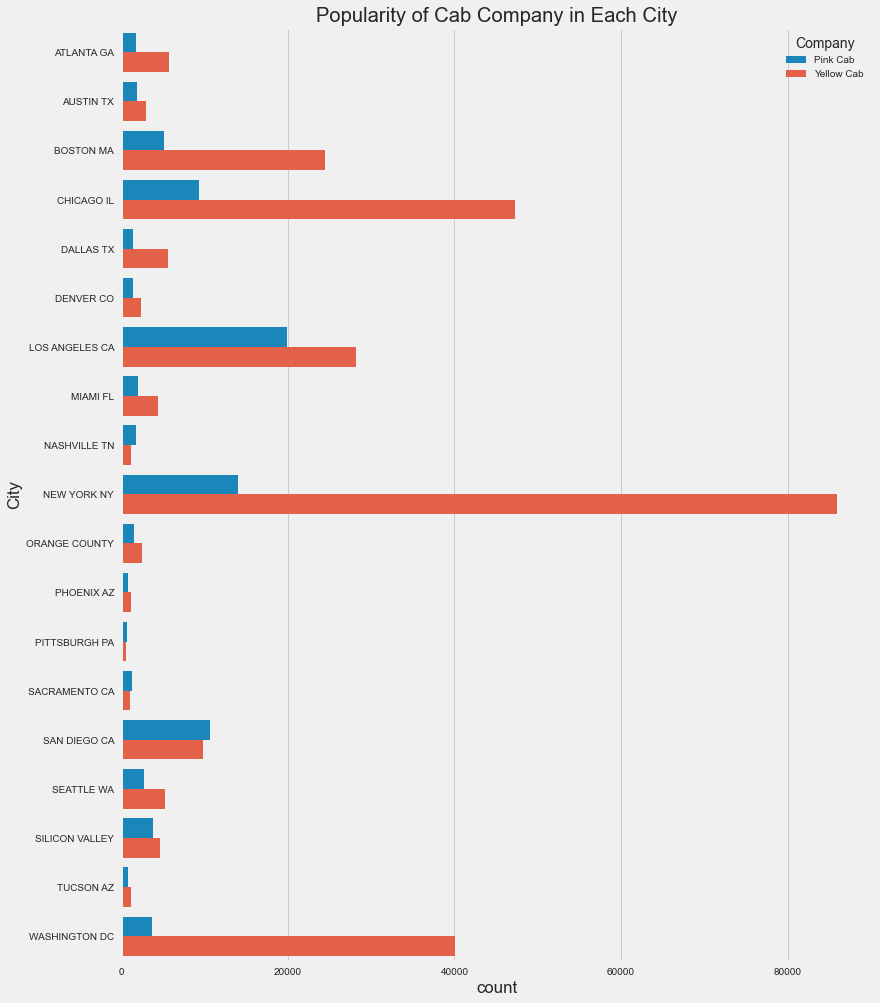 Popularity of Cab Company in Each City
Company
Pink Cab
Yellow Cab
City
ATLANTA GA
AUSTIN TX
BOSTON MA
CHICAGO IL
DALLAS TX
DENVER CO
LOS ANGELES CA
MIAMI FL
NASHVILLE TN
NEW YORK NY
ORANGE COUNTY
PHOENIX AZ
PITTSBURGH PA
SACRAMENTO CA
SAN DIEGO CA
SEATTLE WA
SILICON VALLEY
TUCSON AZ
WASHINGTON DC
0 20000 40000 60000 80000
count